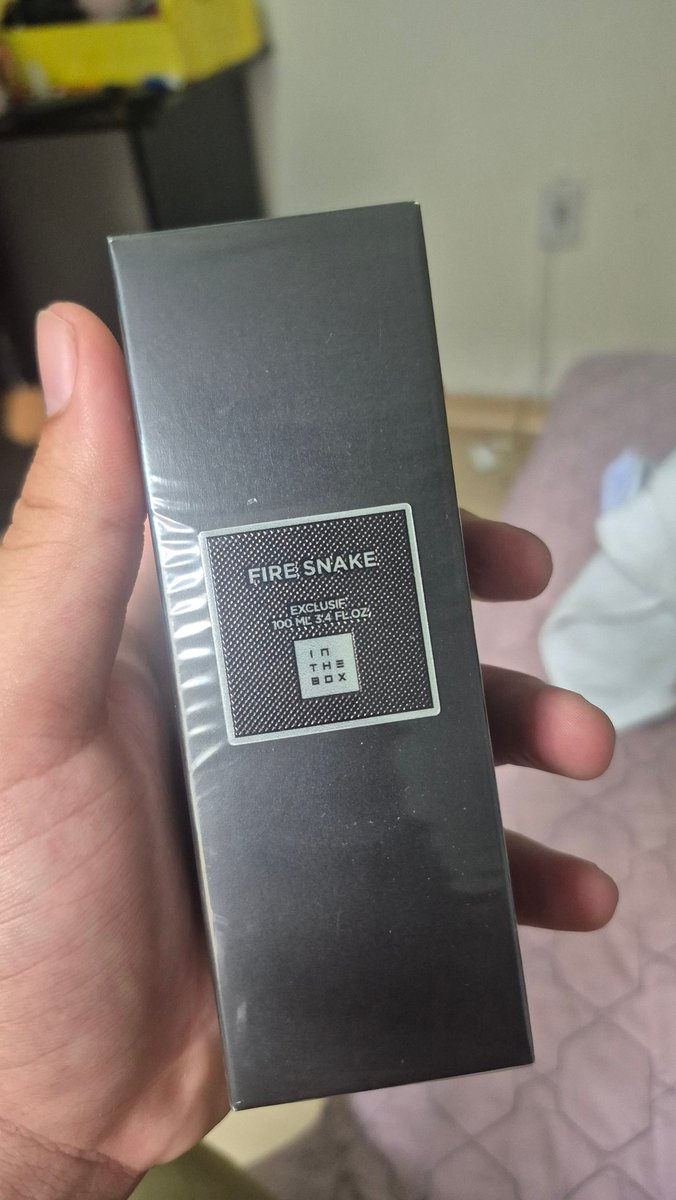 FIRE SNAKE
EXCLUSIF
100 ML 3.4 FL.OZ.
IN
THE
BOX